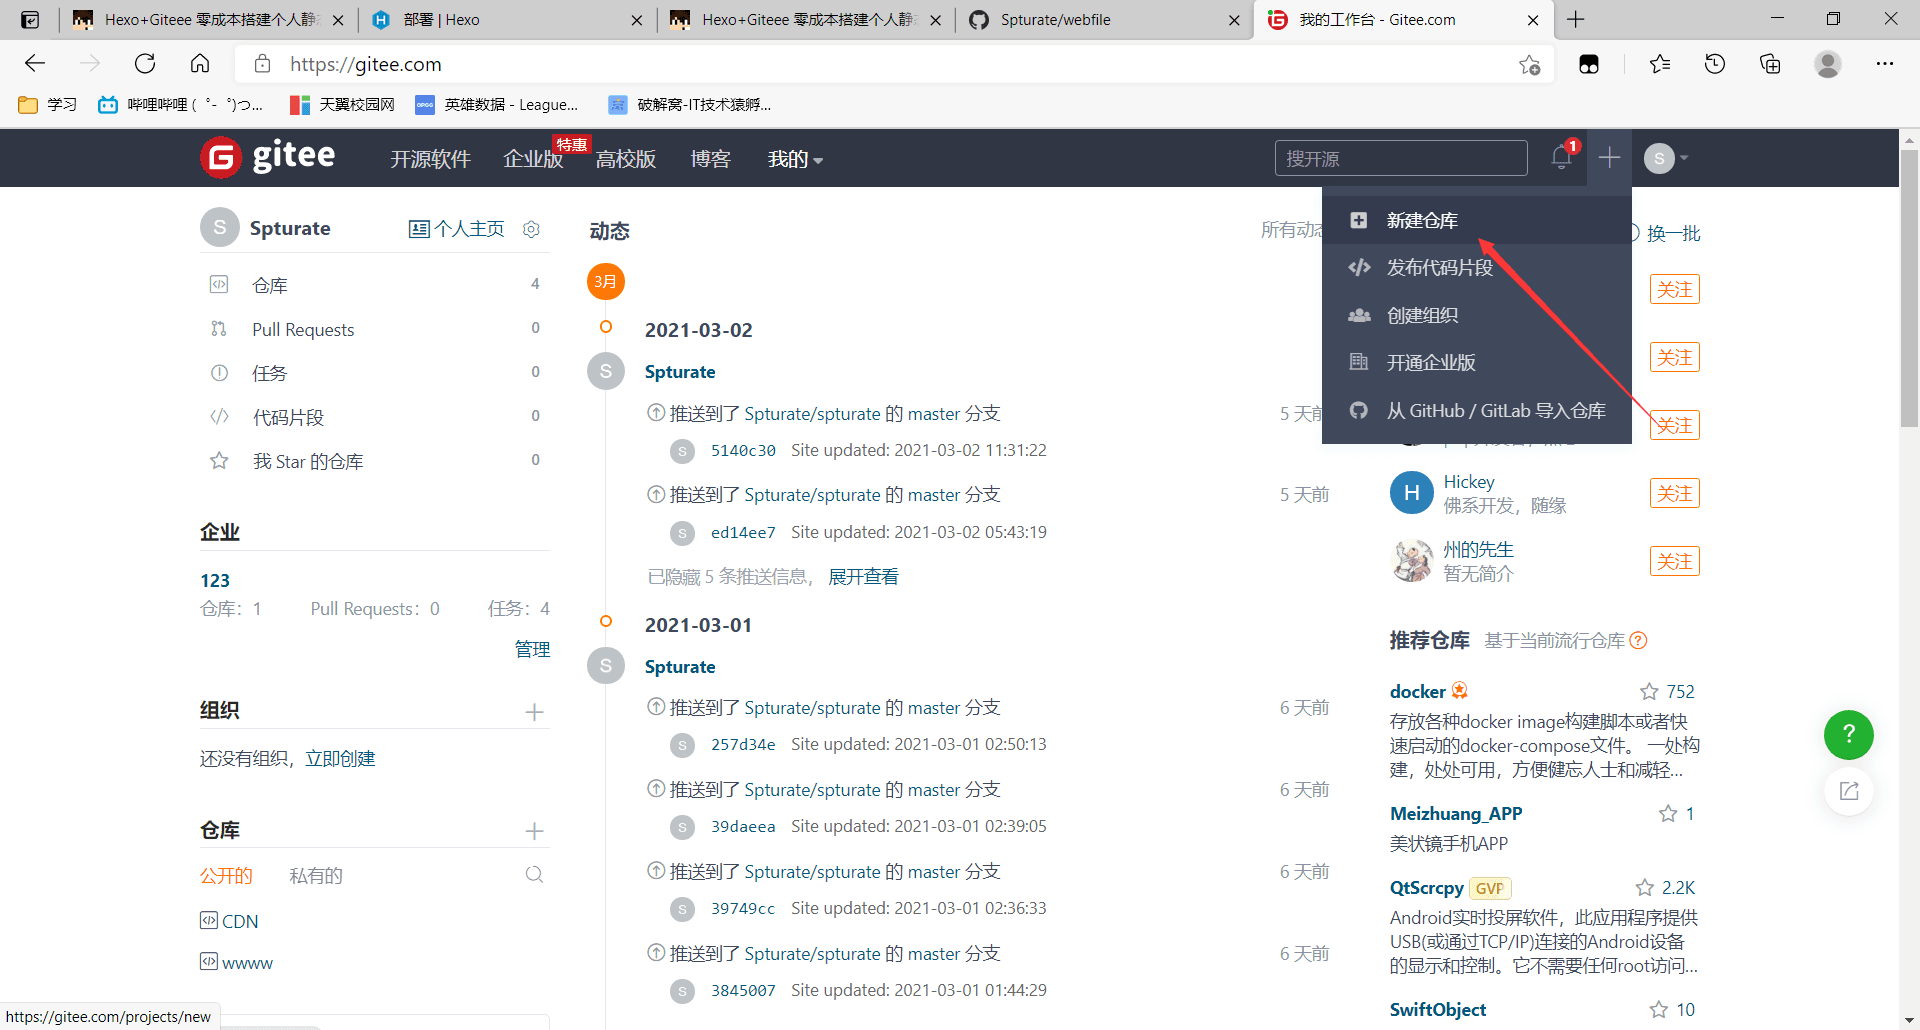 Hexo+Giteee 零成本搭建个人静
部署 | Hexo
Hexo+Giteee 零成本搭建个人静
Spturate/webfile
我的工作台 - Gitee.com
https://gitee.com
学习
哔哩哔哩 ( ゜- ゜)つ...
天翼校园网
OPGG
英雄数据 - League...
破解窝-IT技术猿孵...
gitee
开源软件
企业版
特惠
高校版
博客
我的
搜开源
1
S
S
Spturate
个人主页
仓库
4
Pull Requests
0
任务
0
代码片段
0
我 Star 的仓库
0
企业
123
仓库：1
Pull Requests：0
任务：4
管理
组织
还没有组织，立即创建
仓库
公开的
私有的
CDN
wwww
https://gitee.com/projects/new
动态
所有动态
3月
2021-03-02
S
Spturate
推送到了 Spturate/spturate 的 master 分支
5 天前
S
5140c30
Site updated: 2021-03-02 11:31:22
推送到了 Spturate/spturate 的 master 分支
5 天前
S
ed14ee7
Site updated: 2021-03-02 05:43:19
已隐藏 5 条推送信息，
展开查看
2021-03-01
S
Spturate
推送到了 Spturate/spturate 的 master 分支
6 天前
S
257d34e
Site updated: 2021-03-01 02:50:13
推送到了 Spturate/spturate 的 master 分支
6 天前
S
39daeea
Site updated: 2021-03-01 02:39:05
推送到了 Spturate/spturate 的 master 分支
6 天前
S
39749cc
Site updated: 2021-03-01 02:36:33
推送到了 Spturate/spturate 的 master 分支
6 天前
S
3845007
Site updated: 2021-03-01 01:44:29
新建仓库
发布代码片段
创建组织
开通企业版
从 GitHub / GitLab 导入仓库
换一批
关注
关注
关注
H
Hickey
佛系开发，随缘
关注
州的先生
暂无简介
关注
推荐仓库
基于当前流行仓库
docker
752
存放各种docker image构建脚本或者快
速启动的docker-compose文件。 一处构
建，处处可用，方便健忘人士和减轻...
Meizhuang_APP
1
美状镜手机APP
QtScrcpy
GVP
2.2K
Android实时投屏软件，此应用程序提供
USB(或通过TCP/IP)连接的Android设备
的显示和控制。它不需要任何root访问...
SwiftObject
10